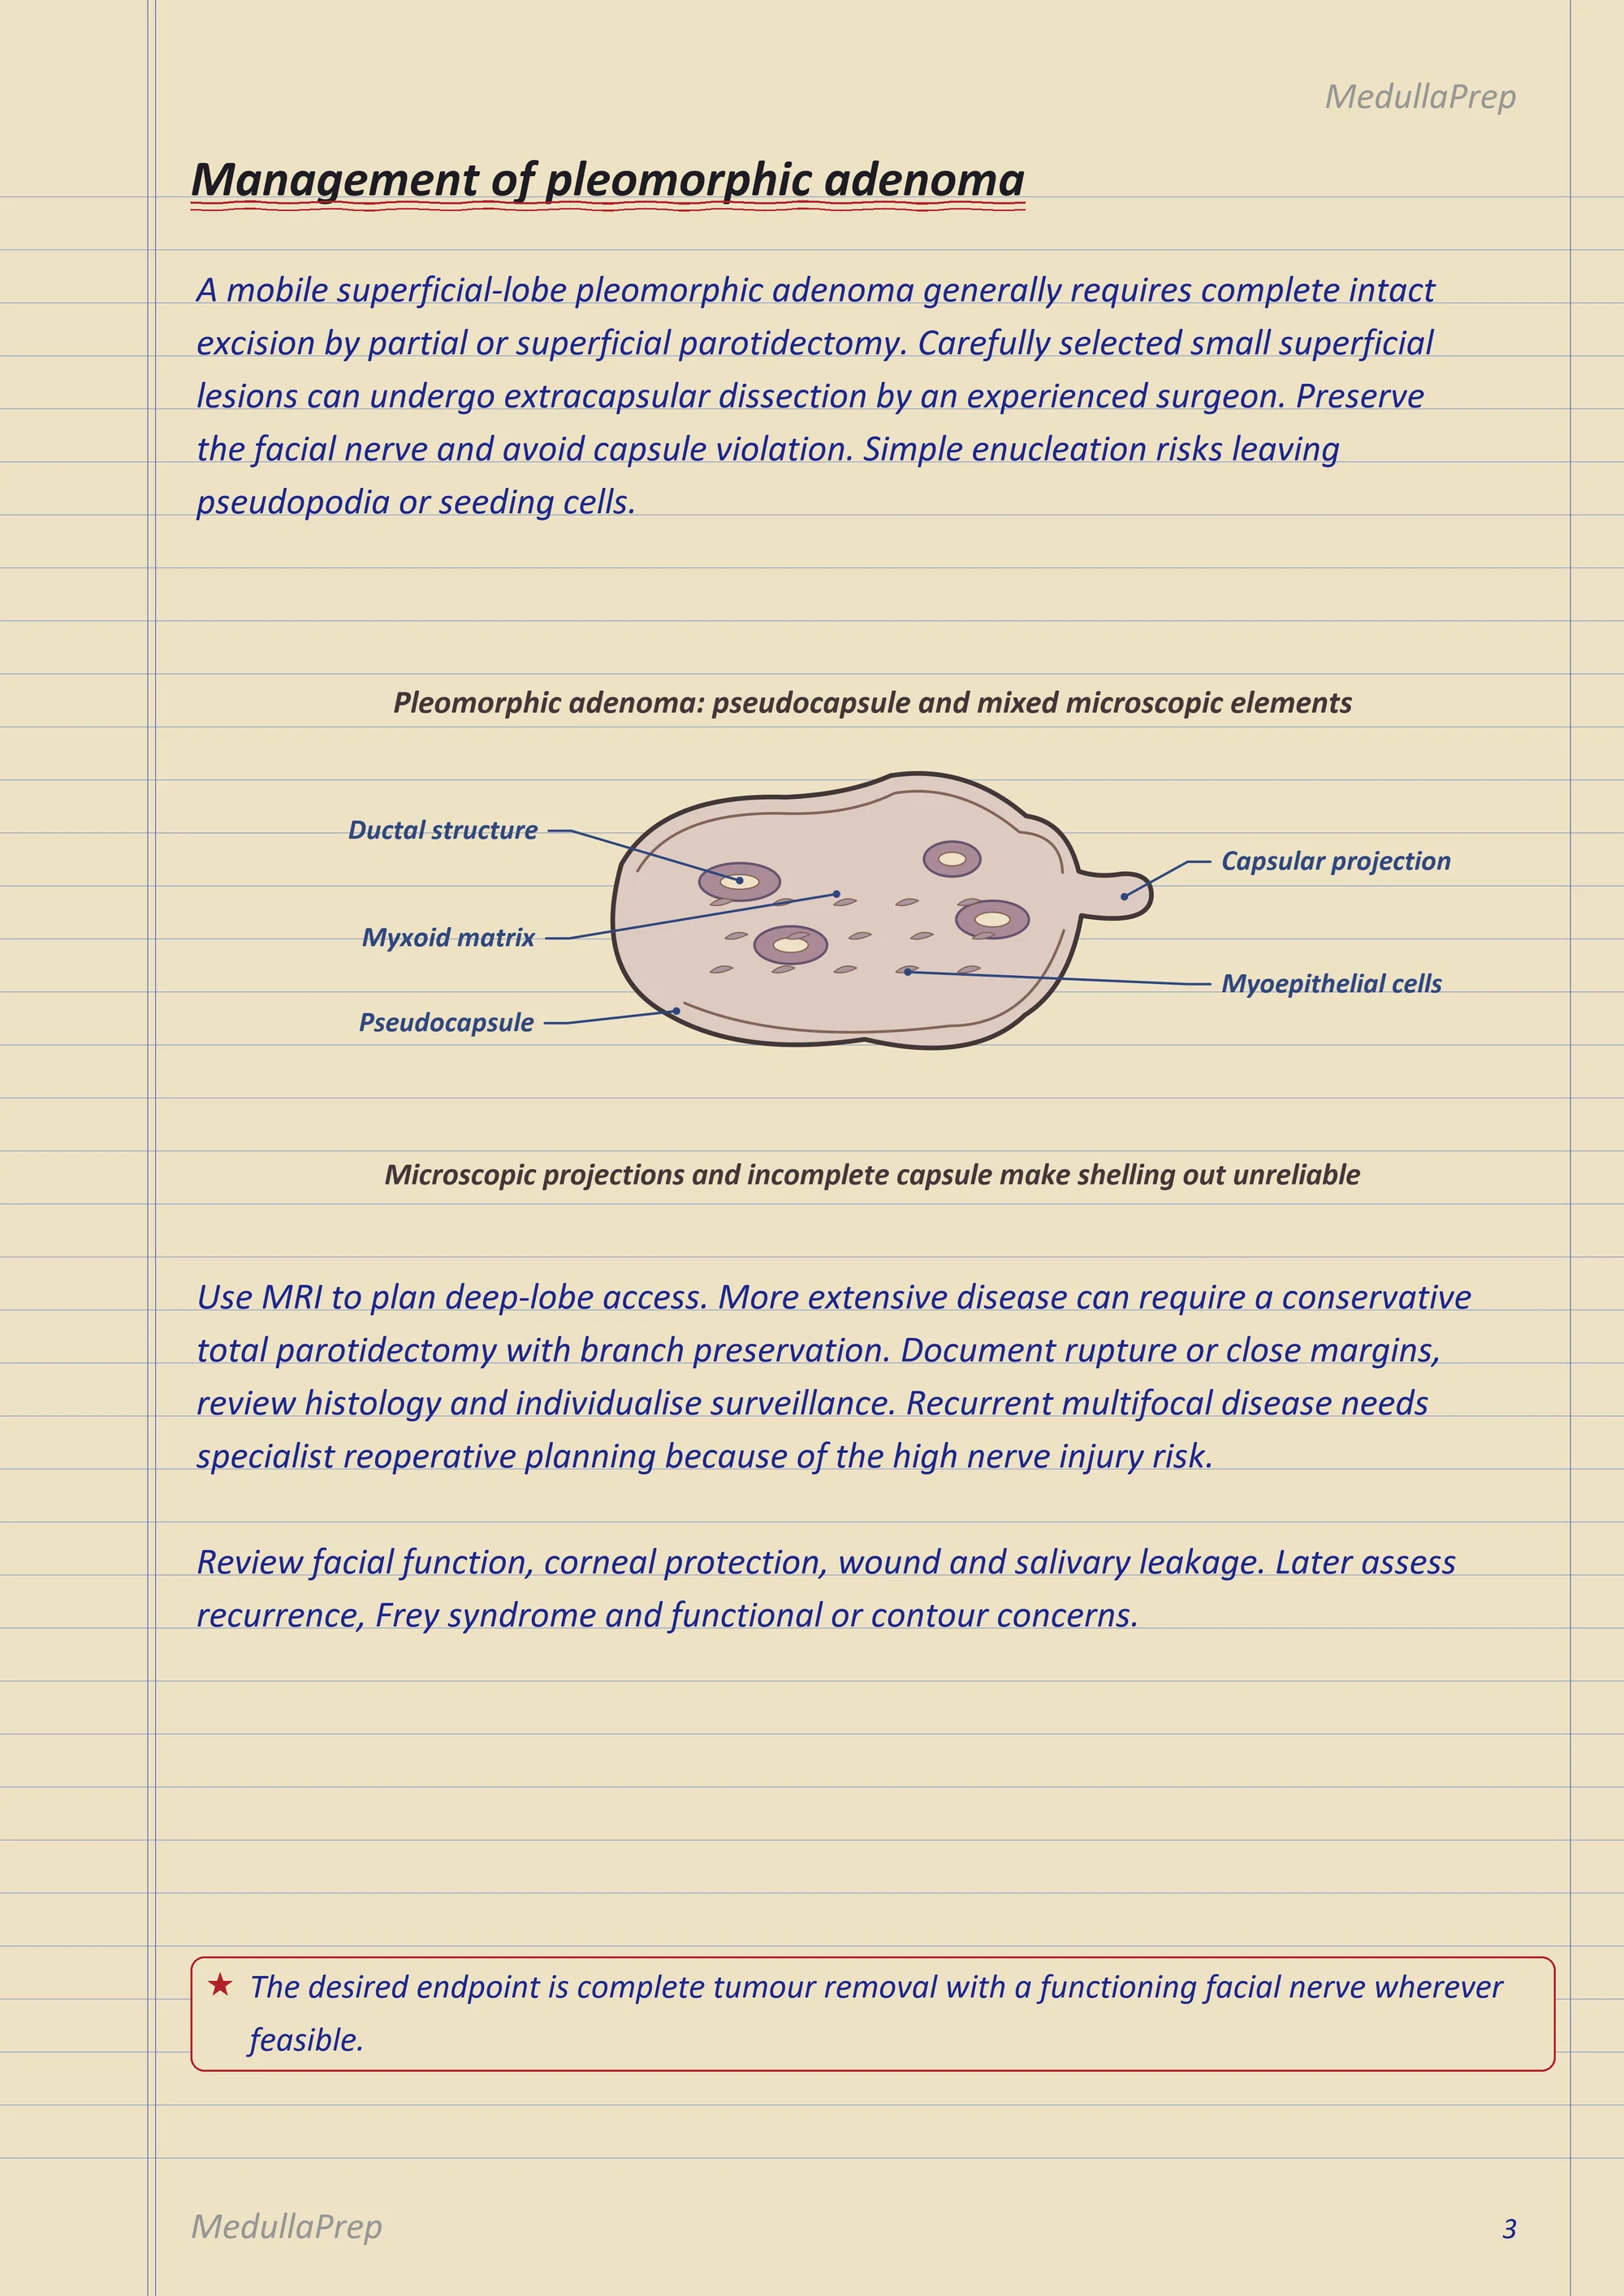 MedullaPrep
Management of pleomorphic adenoma
A mobile superficial-lobe pleomorphic adenoma generally requires complete intact
excision by partial or superficial parotidectomy. Carefully selected small superficial
lesions can undergo extracapsular dissection by an experienced surgeon. Preserve
the facial nerve and avoid capsule violation. Simple enucleation risks leaving
pseudopodia or seeding cells.
Pleomorphic adenoma: pseudocapsule and mixed microscopic elements
Ductal structure
Capsular projection
Myxoid matrix
Myoepithelial cells
Pseudocapsule
Microscopic projections and incomplete capsule make shelling out unreliable
Use MRI to plan deep-lobe access. More extensive disease can require a conservative
total parotidectomy with branch preservation. Document rupture or close margins,
review histology and individualise surveillance. Recurrent multifocal disease needs
specialist reoperative planning because of the high nerve injury risk.
Review facial function, corneal protection, wound and salivary leakage. Later assess
recurrence, Frey syndrome and functional or contour concerns.
★ The desired endpoint is complete tumour removal with a functioning facial nerve wherever
feasible.
MedullaPrep
3